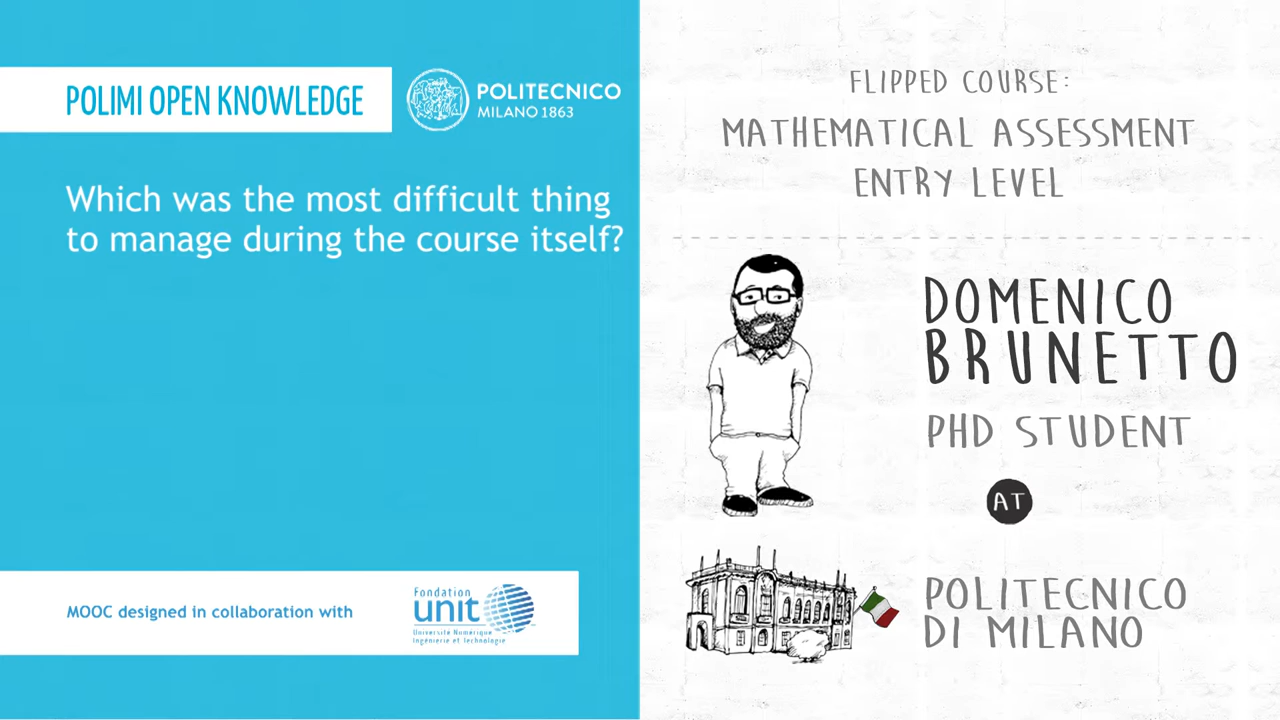 POLIMI OPEN KNOWLEDGE
POLITECNICO
MILANO 1863
Which was the most difficult thing
to manage during the course itself?
MOOC designed in collaboration with
Fondation
unit
Université Numérique
Ingénierie et Technologie
FLIPPED COURSE:
MATHEMATICAL ASSESSMENT
ENTRY LEVEL
DOMENICO
BRUNETTO
PHD STUDENT
AT
POLITECNICO
DI MILANO